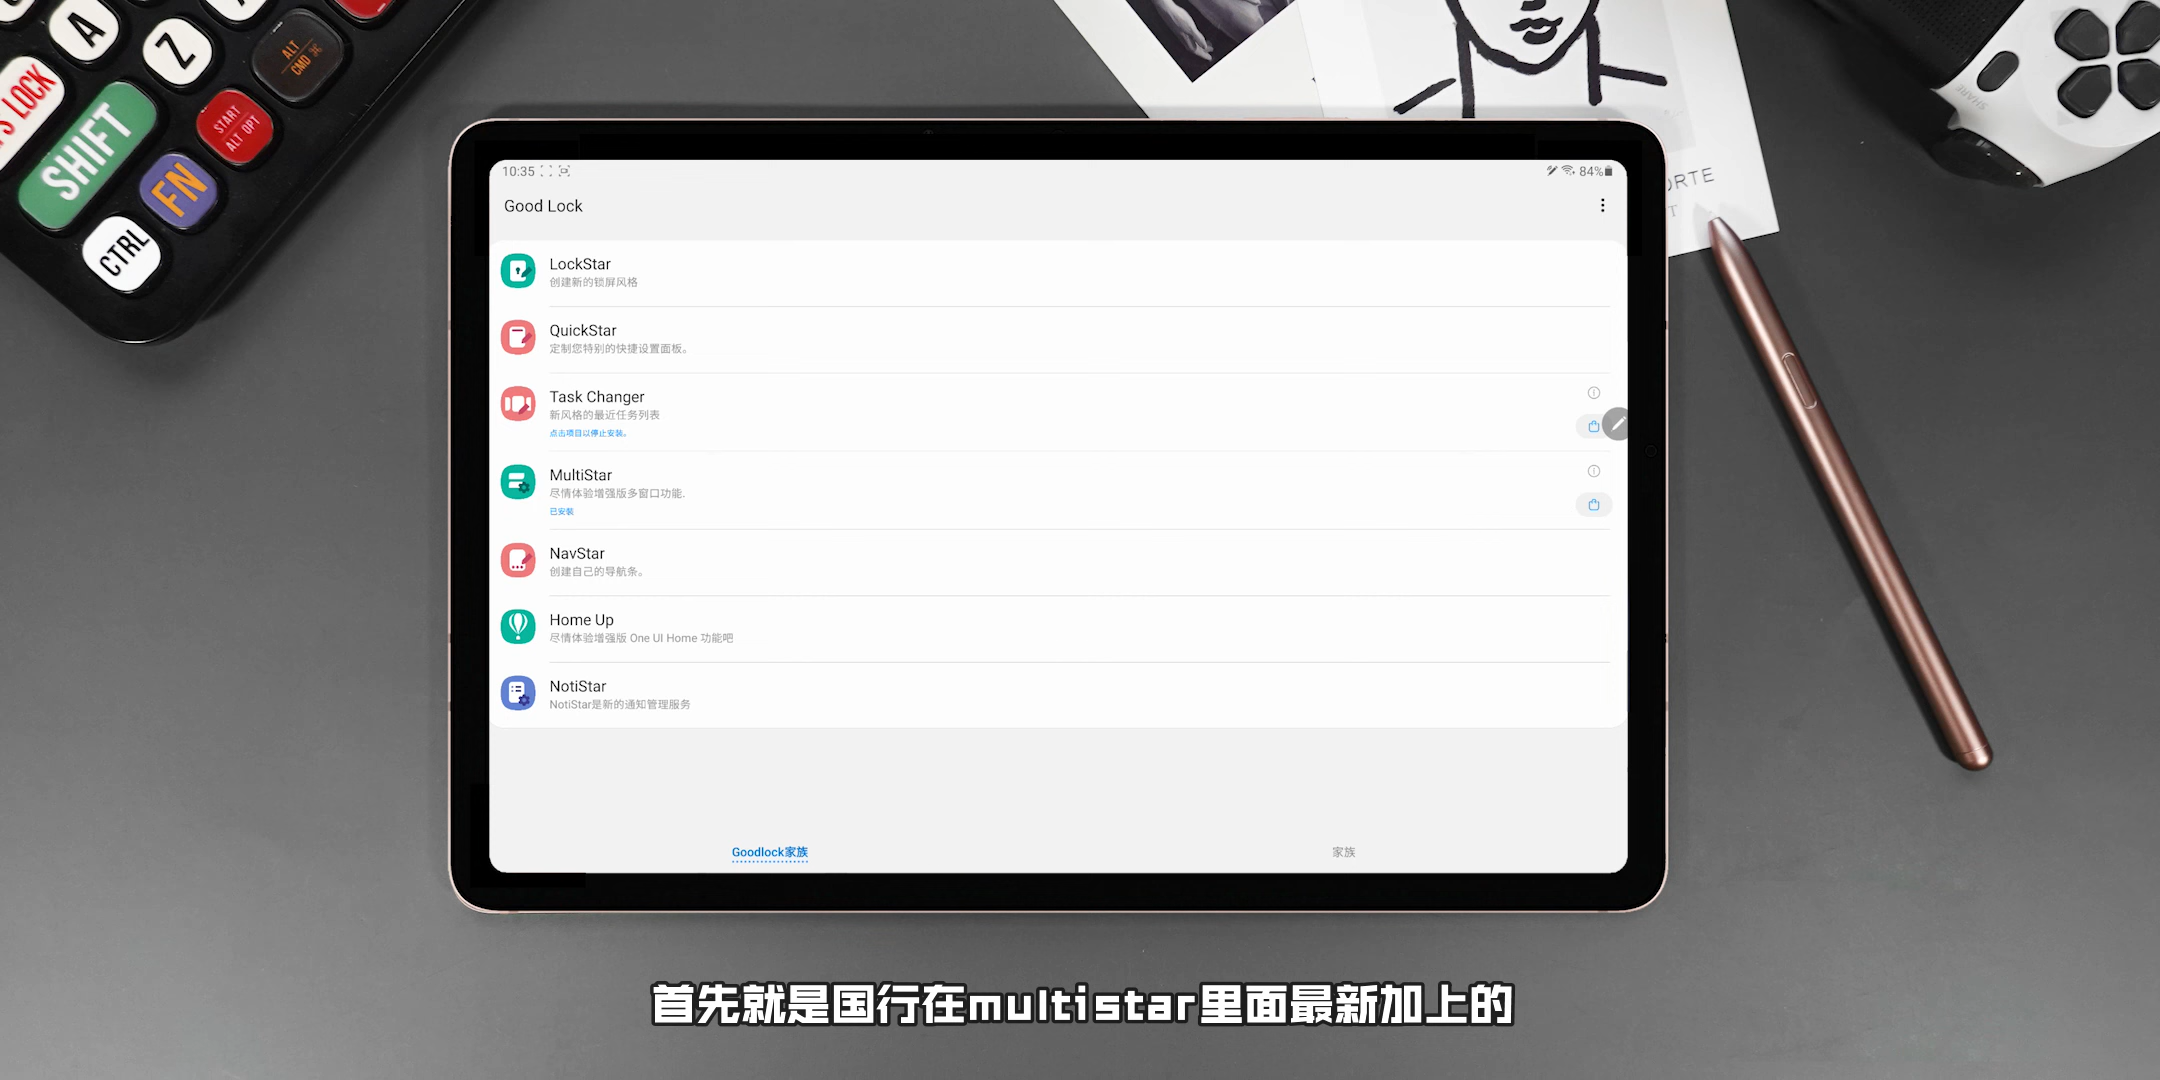 A
Z
ALT
CMD ⌘
S LOCK
SHIFT
START
ALT OPT
FN
CTRL
SHARE
ORTE
T
10:35
84%
Good Lock
LockStar
创建新的锁屏风格
QuickStar
定制您特别的快捷设置面板。
Task Changer
新风格的最近任务列表
点击项目以停止安装。
MultiStar
尽情体验增强版多窗口功能.
已安装
NavStar
创建自己的导航条。
Home Up
尽情体验增强版 One UI Home 功能吧
NotiStar
NotiStar是新的通知管理服务
Goodlock家族
家族
首先就是国行在multistar里面最新加上的